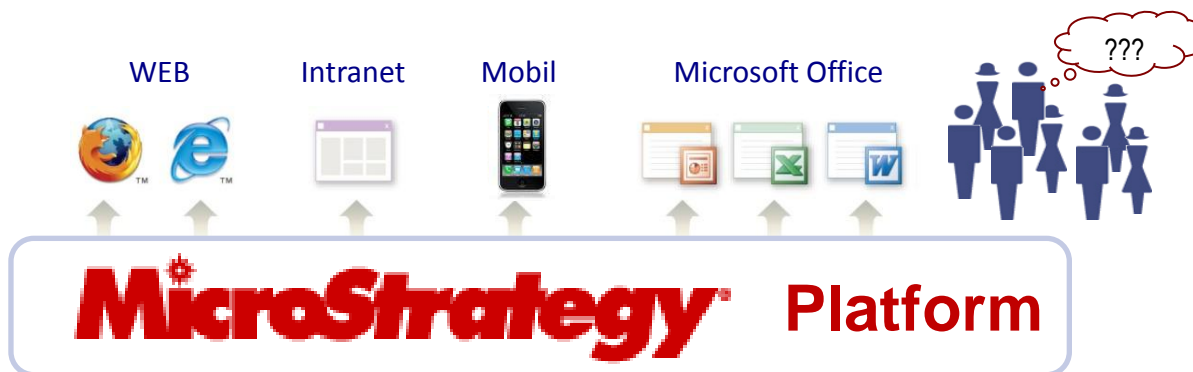 WEB
Intranet
Mobil
Microsoft Office
???
TM
TM
X
W
MicroStrategy® Platform